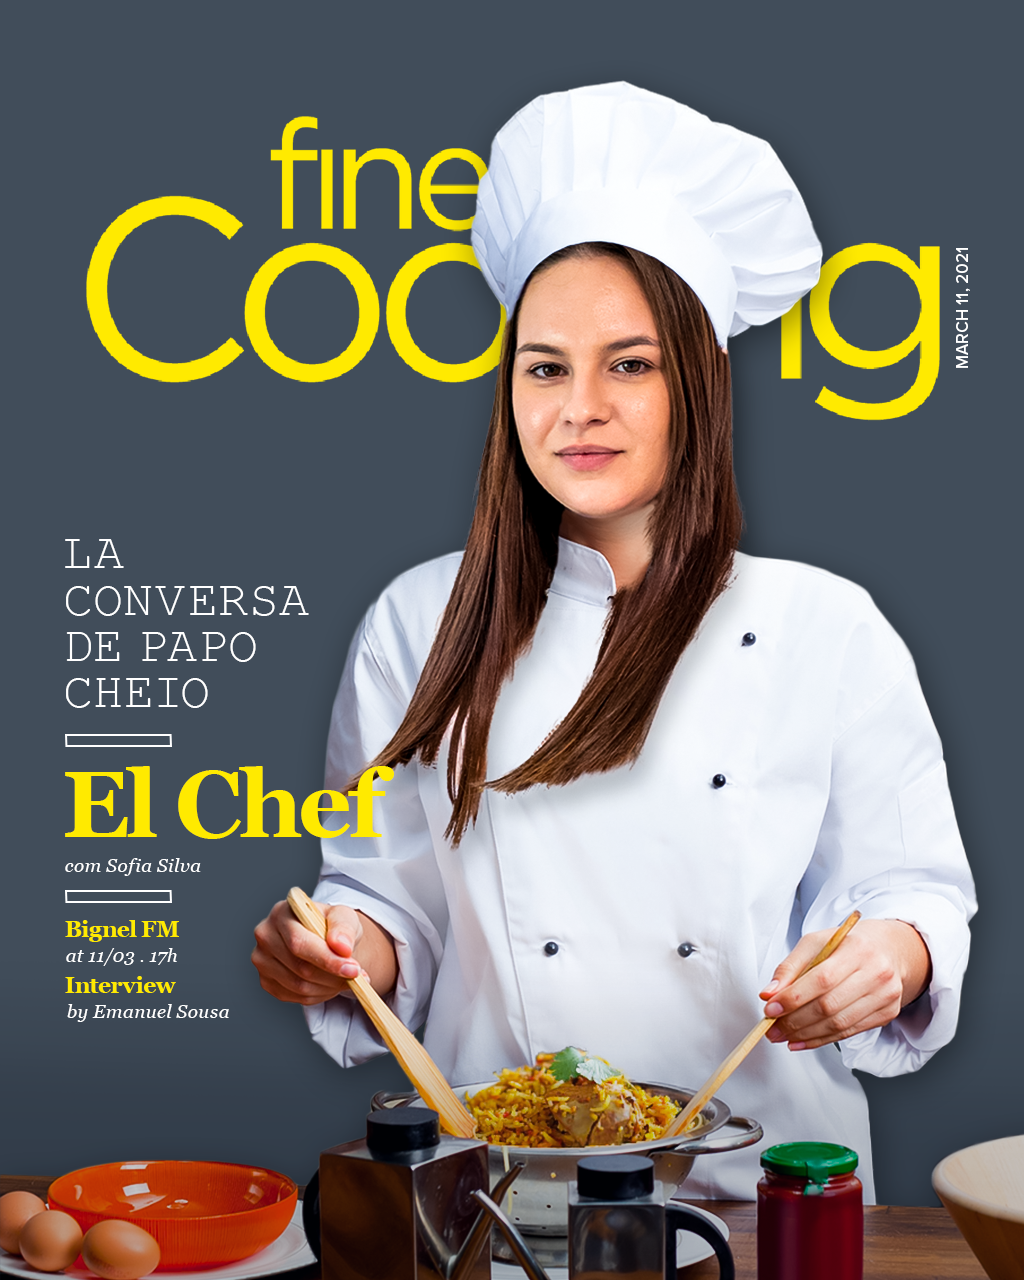 fine
Cooking
MARCH 11, 2021
LA
CONVERSA
DE PAPO
CHEIO
El Chef
com Sofia Silva
Bignel FM
at 11/03 . 17h
Interview
by Emanuel Sousa